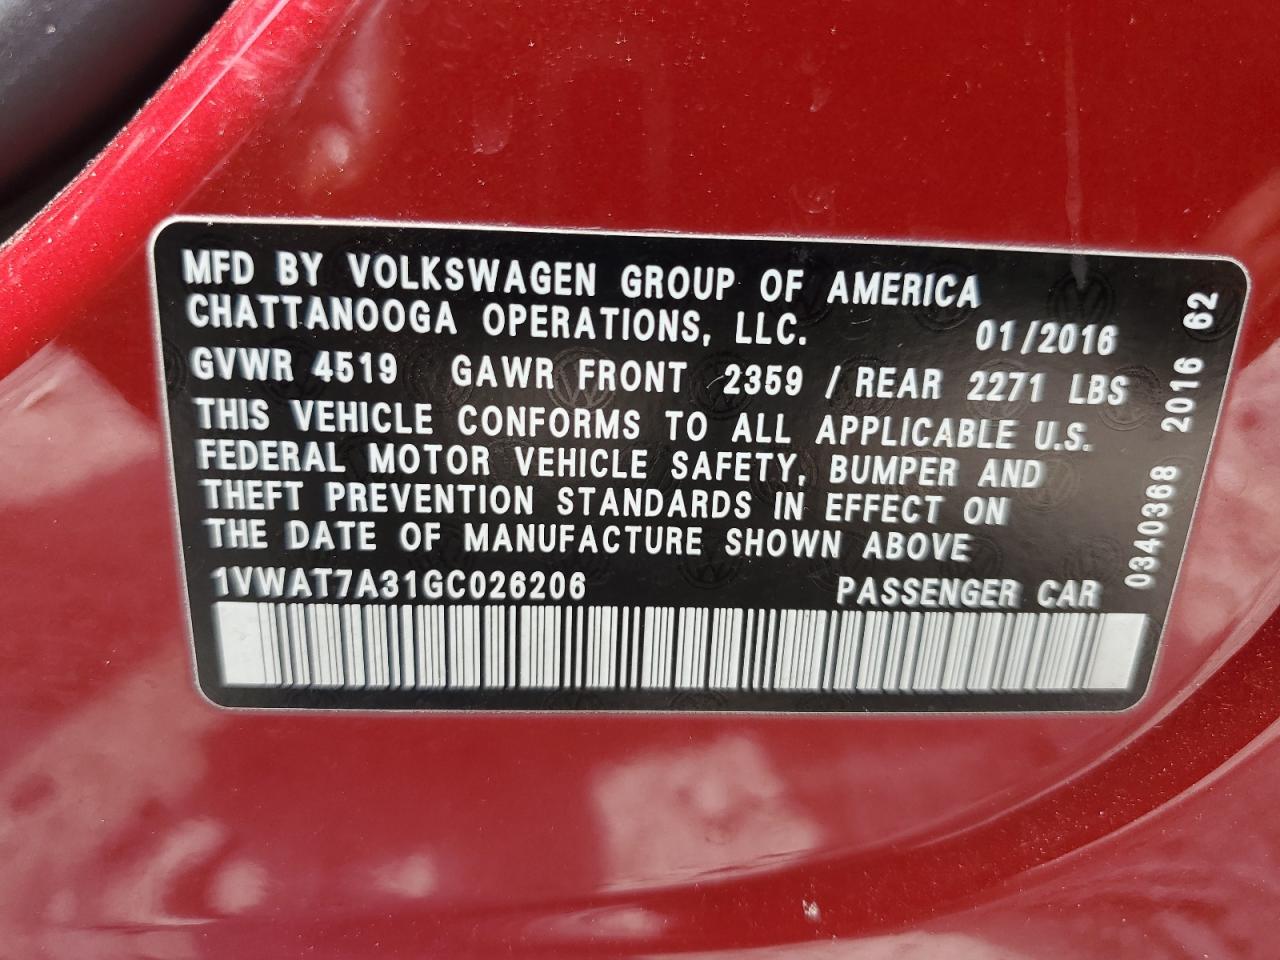 MFD BY VOLKSWAGEN GROUP OF AMERICA
CHATTANOOGA OPERATIONS, LLC. 01/2016
GVWR 4519 GAWR FRONT 2359 / REAR 2271 LBS
THIS VEHICLE CONFORMS TO ALL APPLICABLE U.S.
FEDERAL MOTOR VEHICLE SAFETY, BUMPER AND
THEFT PREVENTION STANDARDS IN EFFECT ON
THE DATE OF MANUFACTURE SHOWN ABOVE
1VWAT7A31GC026206 PASSENGER CAR
0340368 2016 62